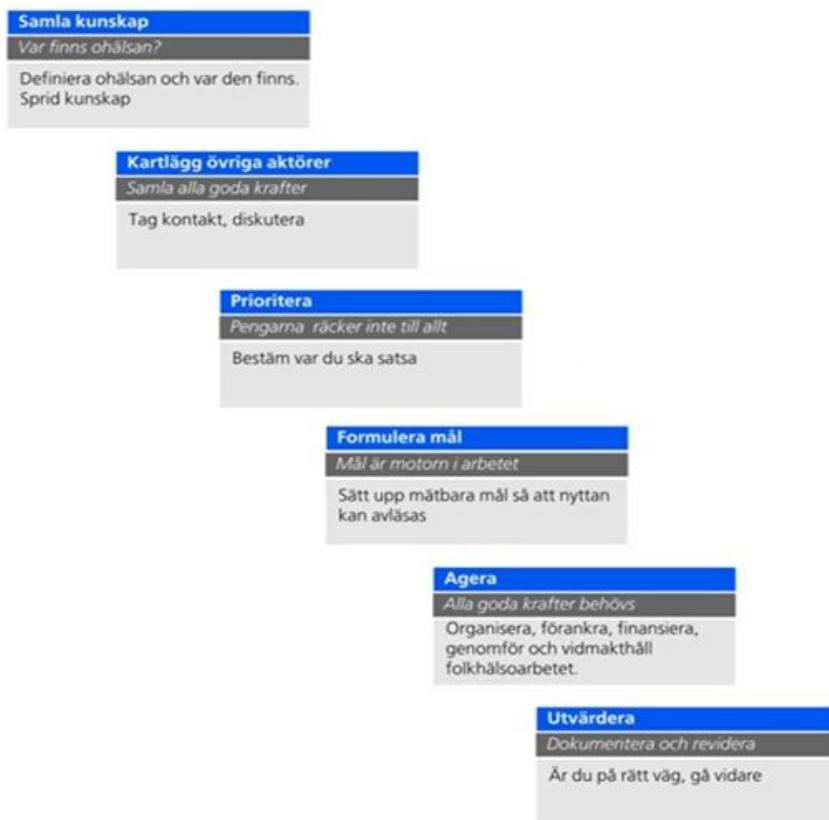 Samla kunskap
Var finns ohälsan?
Definiera ohälsan och var den finns.
Sprid kunskap
Kartlägg övriga aktörer
Samla alla goda krafter
Tag kontakt, diskutera
Prioritera
Pengarna räcker inte till allt
Bestäm var du ska satsa
Formulera mål
Mål är motorn i arbetet
Sätt upp mätbara mål så att nyttan
kan avläsas
Agera
Alla goda krafter behövs
Organisera, förankra, finansiera,
genomför och vidmakthåll
folkhälsoarbetet.
Utvärdera
Dokumentera och revidera
Är du på rätt väg, gå vidare